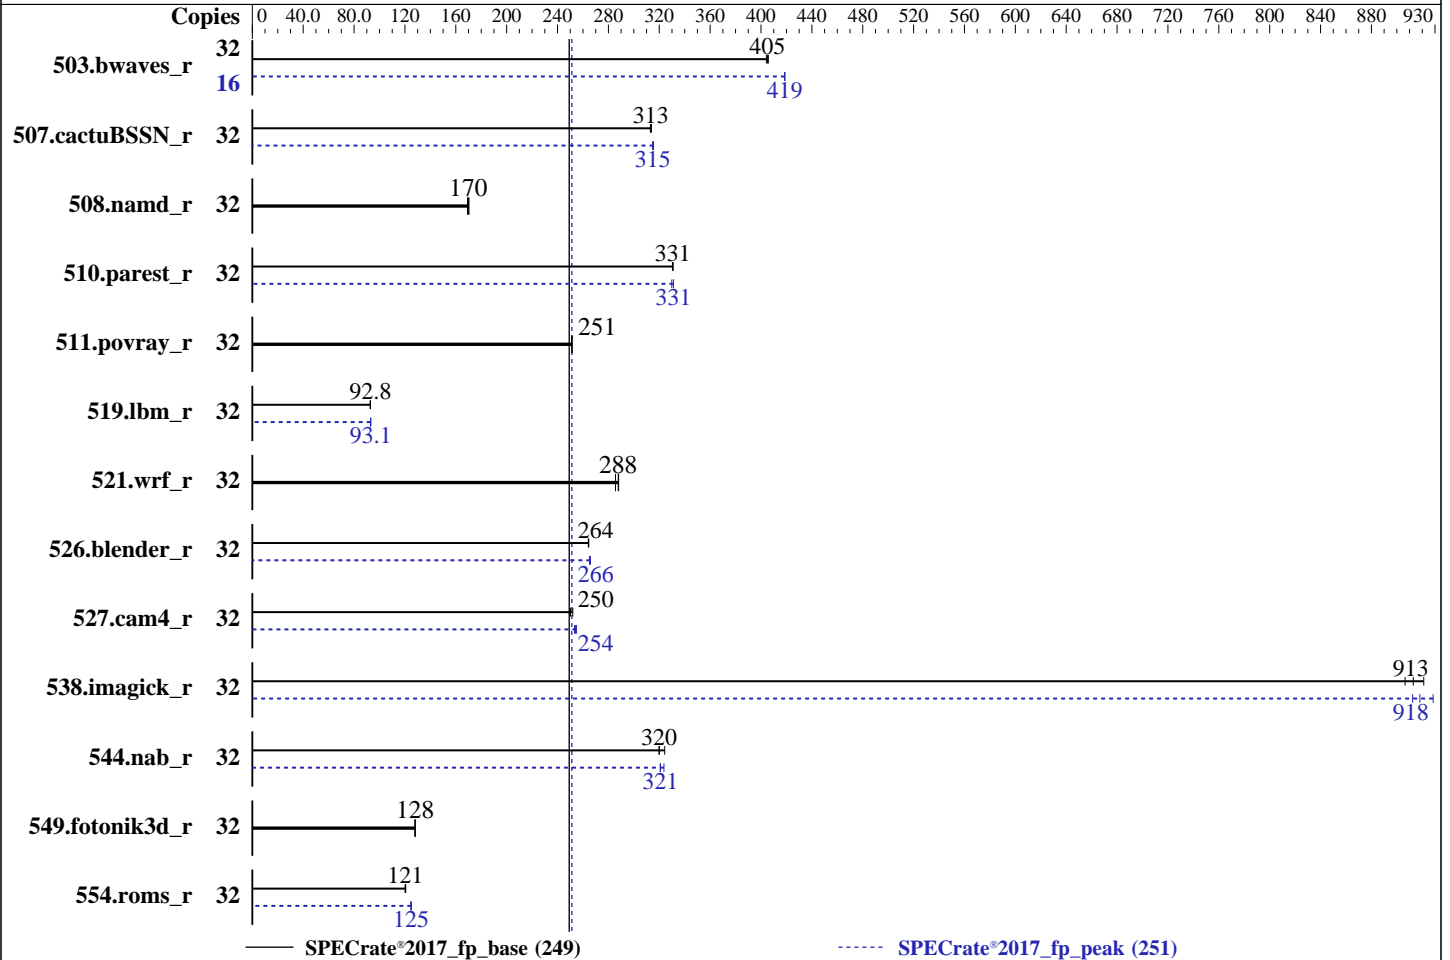 Copies 0 40.0 80.0 120 160 200 240 280 320 360 400 440 480 520 560 600 640 680 720 760 800 840 880 930
503.bwaves_r 32 405
16 419
507.cactuBSSN_r 32 313
315
508.namd_r 32 170
510.parest_r 32 331
331
511.povray_r 32 251
519.lbm_r 32 92.8
93.1
521.wrf_r 32 288
526.blender_r 32 264
266
527.cam4_r 32 250
254
538.imagick_r 32 913
918
544.nab_r 32 320
321
549.fotonik3d_r 32 128
554.roms_r 32 121
125
SPECrate®2017_fp_base (249) SPECrate®2017_fp_peak (251)